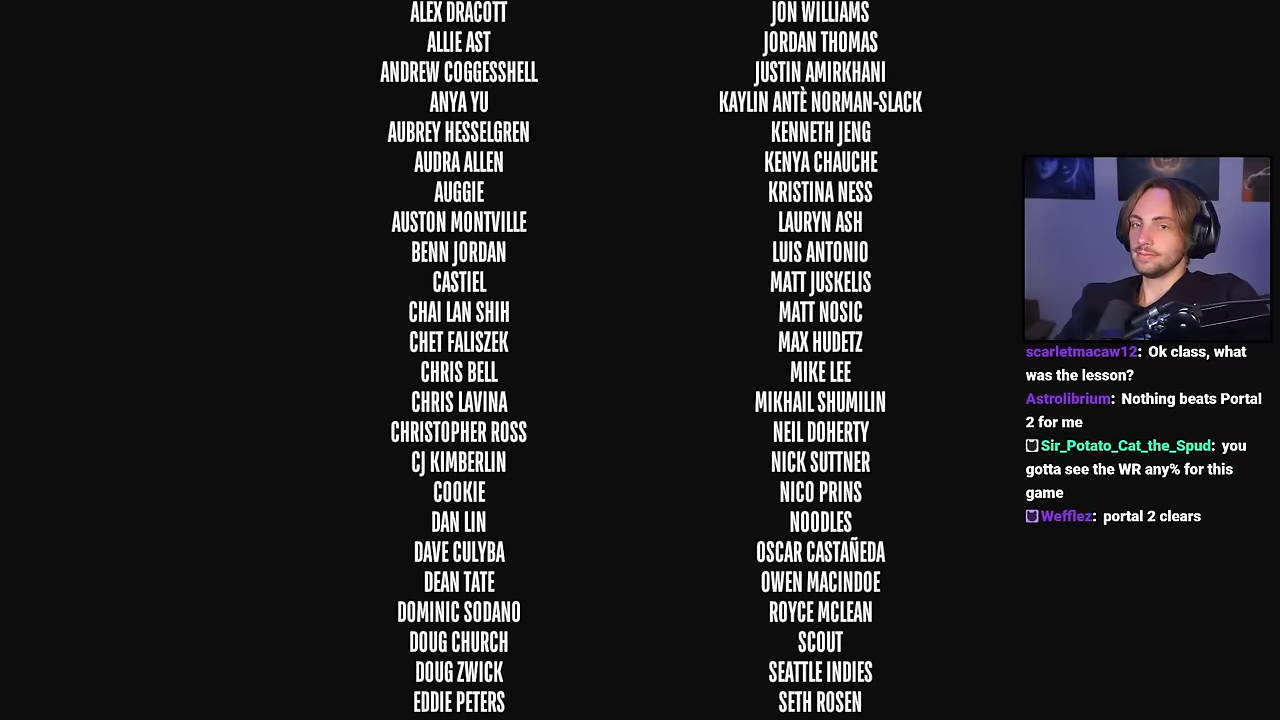 ALEX DRACOTT
ALLIE AST
ANDREW COGGESSHELL
ANYA YU
AUBREY HESSELGREN
AUDRA ALLEN
AUGGIE
AUSTON MONTVILLE
BENN JORDAN
CASTIEL
CHAI LAN SHIH
CHET FALISZEK
CHRIS BELL
CHRIS LAVINA
CHRISTOPHER ROSS
CJ KIMBERLIN
COOKIE
DAN LIN
DAVE CULYBA
DEAN TATE
DOMINIC SODANO
DOUG CHURCH
DOUG ZWICK
EDDIE PETERS
JON WILLIAMS
JORDAN THOMAS
JUSTIN AMIRKHANI
KAYLIN ANTÈ NORMAN-SLACK
KENNETH JENG
KENYA CHAUCHE
KRISTINA NESS
LAURYN ASH
LUIS ANTONIO
MATT JUSKELIS
MATT NOSIC
MAX HUDETZ
MIKE LEE
MIKHAIL SHUMILIN
NEIL DOHERTY
NICK SUTTNER
NICO PRINS
NOODLES
OSCAR CASTAÑEDA
OWEN MACINDOE
ROYCE MCLEAN
SCOUT
SEATTLE INDIES
SETH ROSEN
scarletmacaw12: Ok class, what
was the lesson?
Astrolibrium: Nothing beats Portal
2 for me
Sir_Potato_Cat_the_Spud: you
gotta see the WR any% for this
game
Wefflez: portal 2 clears